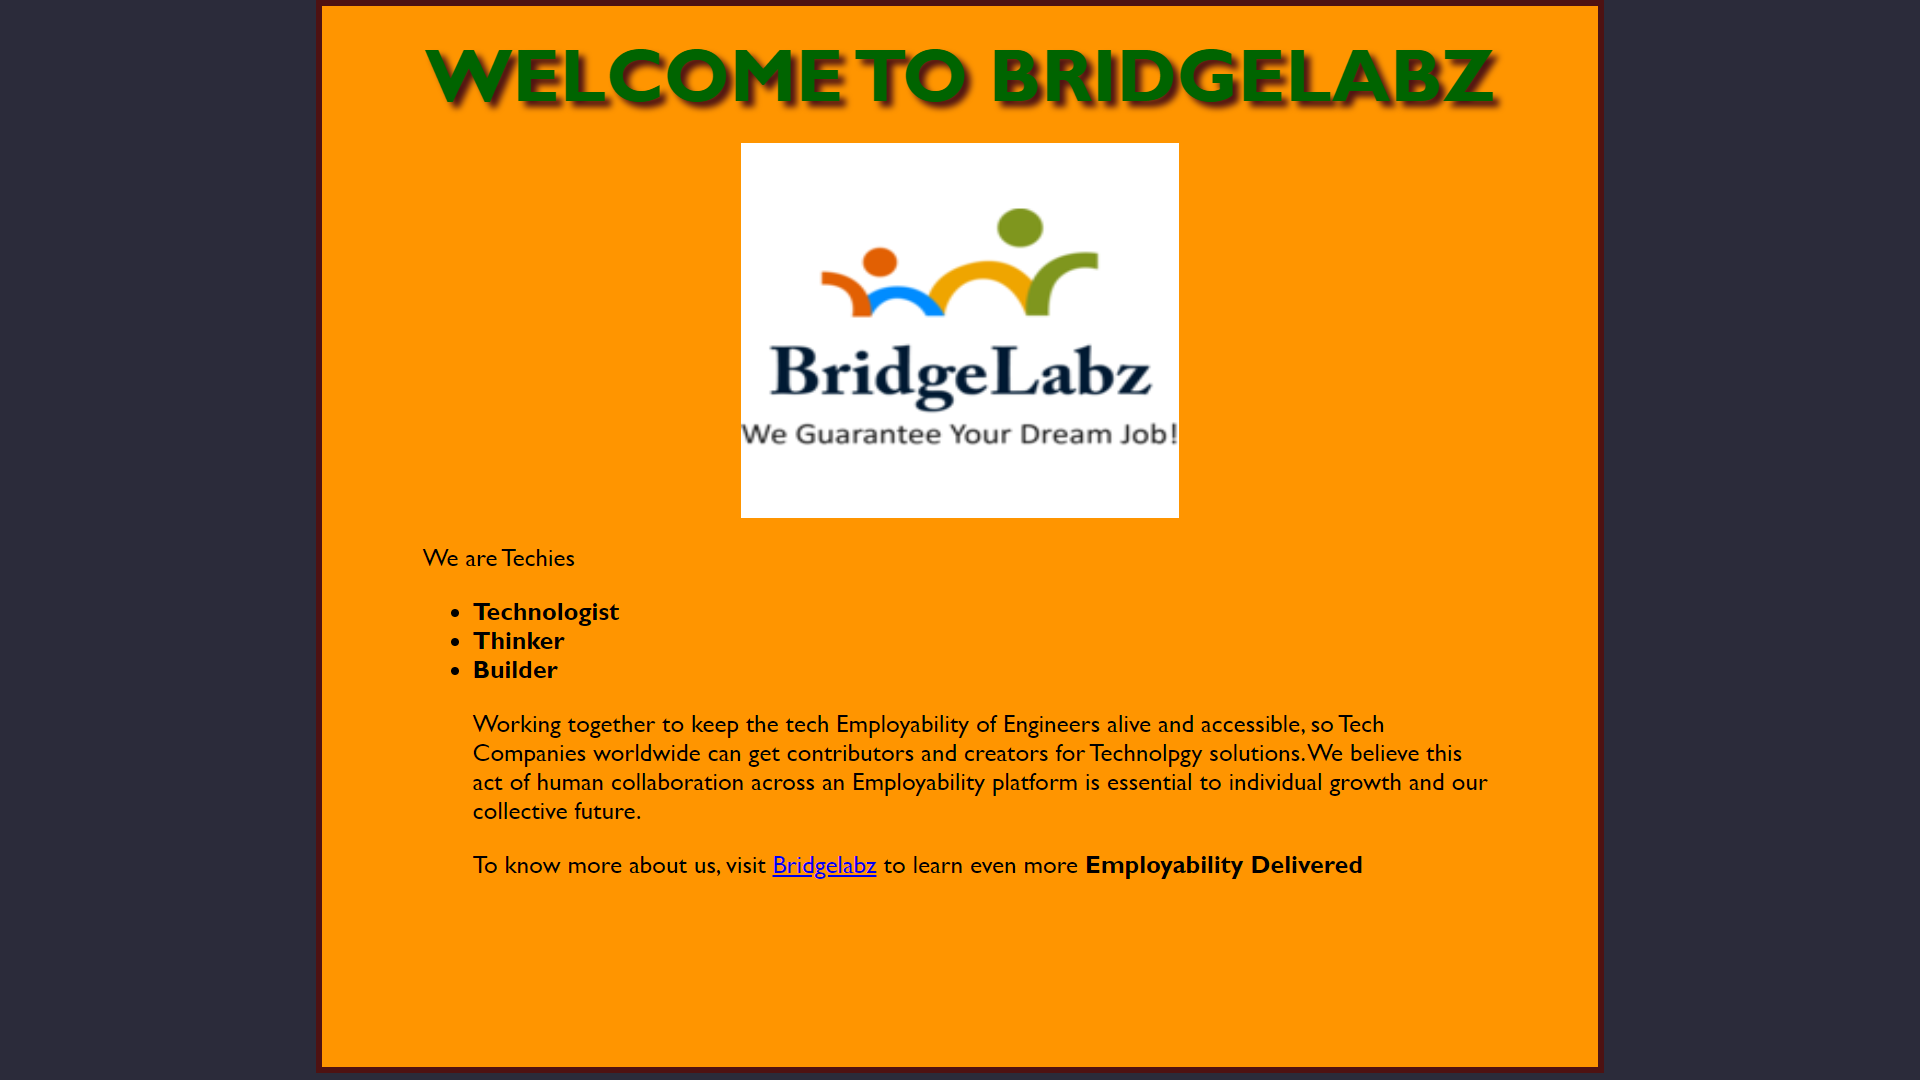 WELCOME TO BRIDGELABZ
BridgeLabz
We Guarantee Your Dream Job!
We are Techies
• Technologist
• Thinker
• Builder
Working together to keep the tech Employability of Engineers alive and accessible, so Tech
Companies worldwide can get contributors and creators for Technolpgy solutions. We believe this
act of human collaboration across an Employability platform is essential to individual growth and our
collective future.
To know more about us, visit Bridgelabz to learn even more Employability Delivered